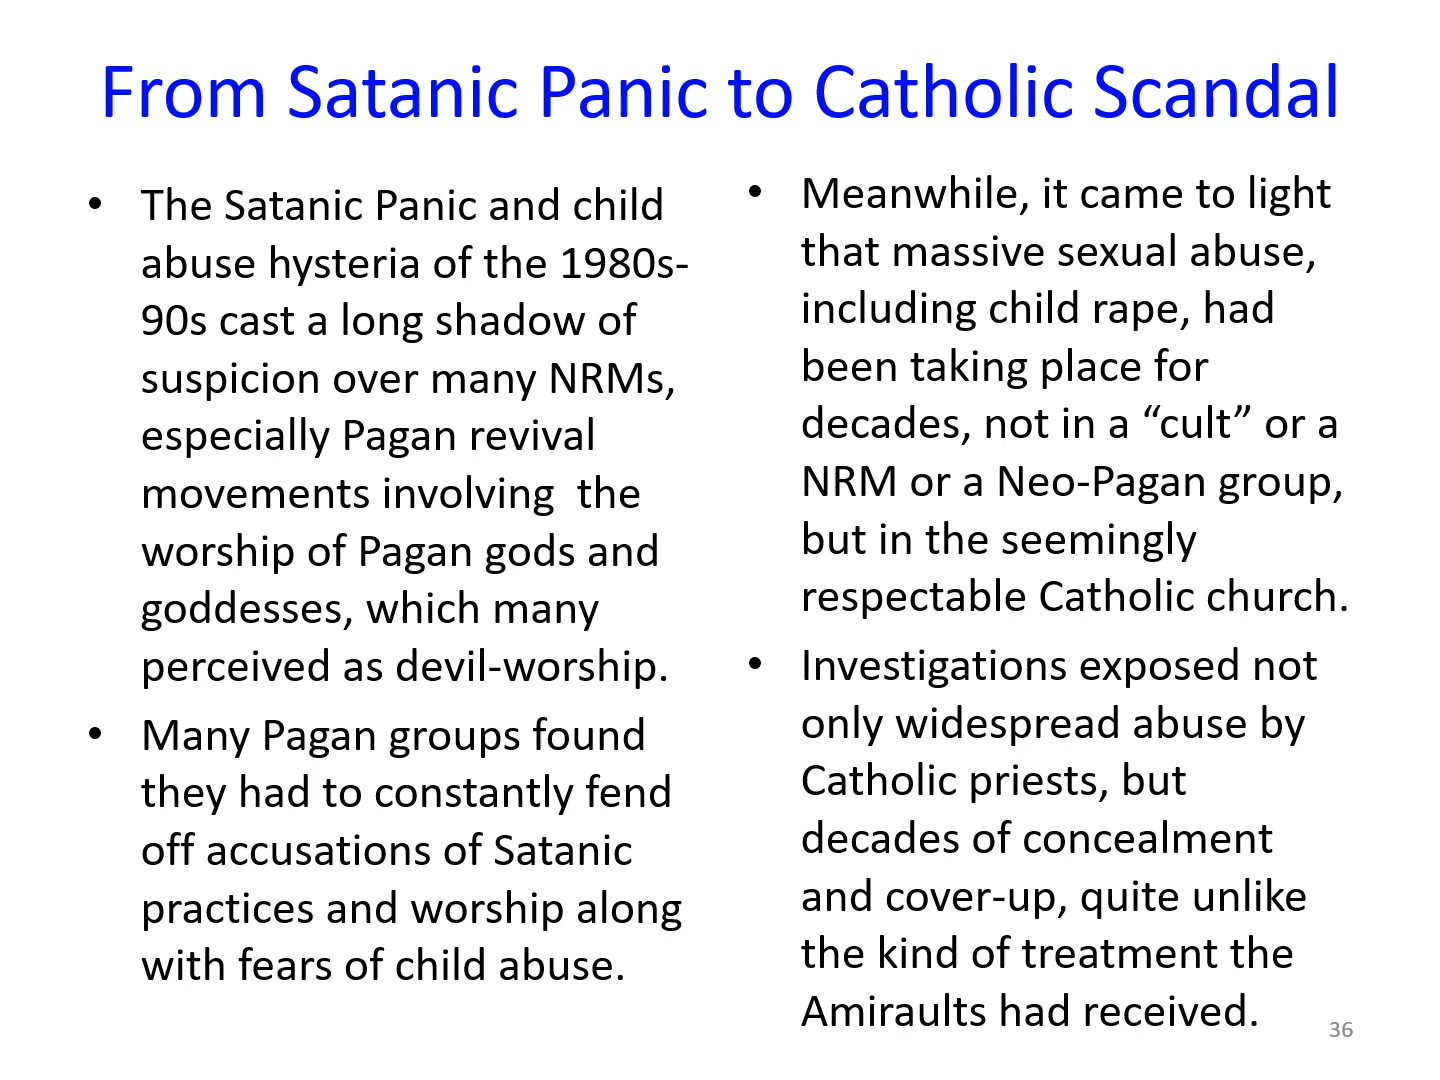 From Satanic Panic to Catholic Scandal
• The Satanic Panic and child
abuse hysteria of the 1980s-
90s cast a long shadow of
suspicion over many NRMs,
especially Pagan revival
movements involving  the
worship of Pagan gods and
goddesses, which many
perceived as devil-worship.
• Many Pagan groups found
they had to constantly fend
off accusations of Satanic
practices and worship along
with fears of child abuse.
• Meanwhile, it came to light
that massive sexual abuse,
including child rape, had
been taking place for
decades, not in a “cult” or a
NRM or a Neo-Pagan group,
but in the seemingly
respectable Catholic church.
• Investigations exposed not
only widespread abuse by
Catholic priests, but
decades of concealment
and cover-up, quite unlike
the kind of treatment the
Amiraults had received.
36